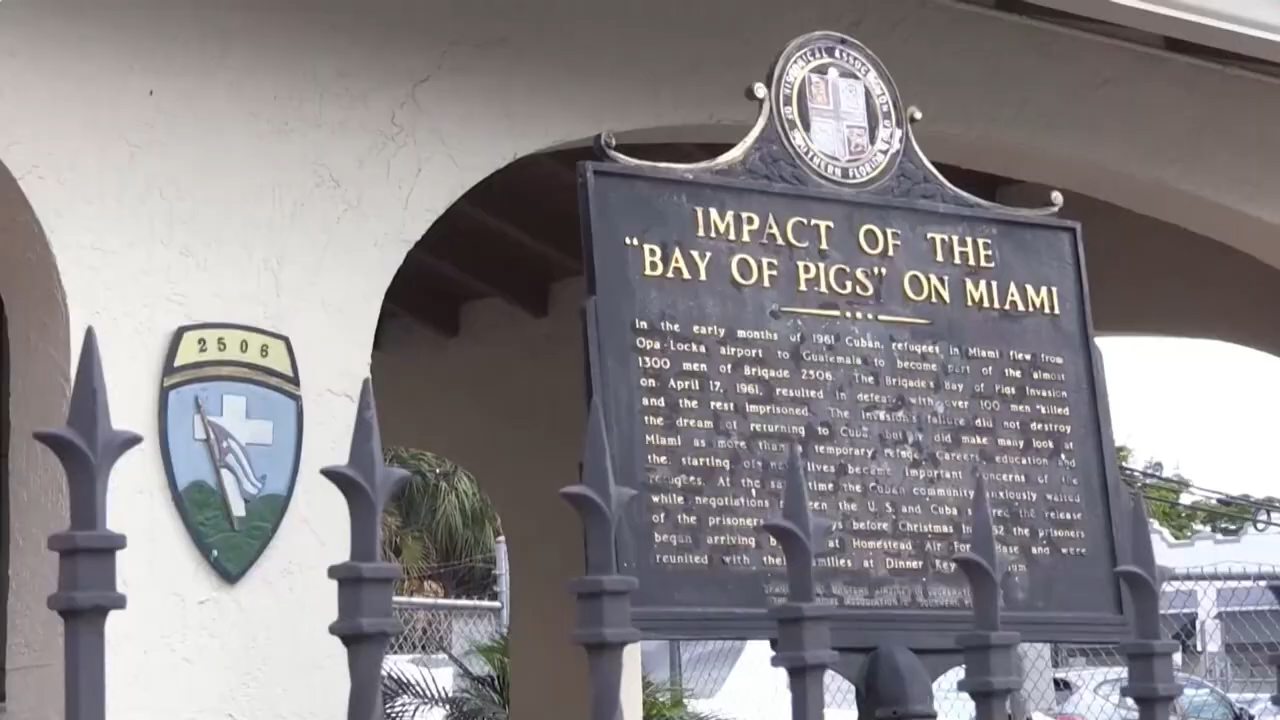 HISTORICAL ASSOCIATION OF SOUTHERN FLORIDA
IMPACT OF THE
"BAY OF PIGS" ON MIAMI
2506
In the early months of 1961 Cuban refugees in Miami flew from
Opa-Locka airport to Guatemala to become part of the almost
1300 men of Brigade 2506. The Brigade's Bay of Pigs Invasion
on April 17, 1961, resulted in defeat with over 100 men killed
and the rest imprisoned. The invasion's failure did not destroy
the dream of returning to Cuba, but it did make many look at
Miami as more than temporary refuge. Careers, education and
the starting of new lives became important concerns of the
refugees. At the same time the Cuban community anxiously waited
while negotiations between the U.S. and Cuba secured the release
of the prisoners. before Christmas in the prisoners
began arriving at Homestead Air Force Base and were
reunited with their families at Dinner Key